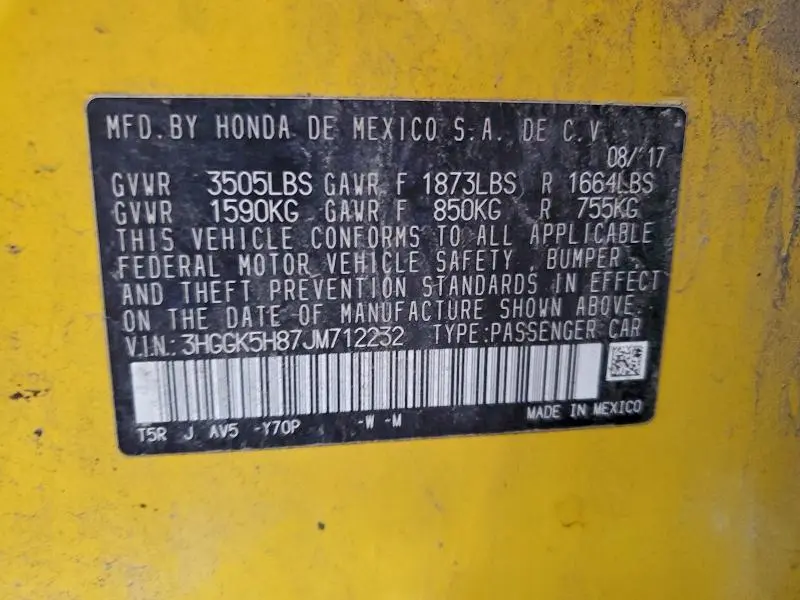 MFD. BY HONDA DE MEXICO S.A. DE C.V.
08/'17
GVWR 3505LBS GAWR F 1873LBS R 1664LBS
GVWR 1590KG GAWR F 850KG R 755KG
THIS VEHICLE CONFORMS TO ALL APPLICABLE
FEDERAL MOTOR VEHICLE SAFETY , BUMPER ,
AND THEFT PREVENTION STANDARDS IN EFFECT
ON THE DATE OF MANUFACTURE SHOWN ABOVE.
V.I.N.: 3HGGK5H87JM712232 TYPE:PASSENGER CAR
T5R J AV5 -Y70P -W -M MADE IN MEXICO